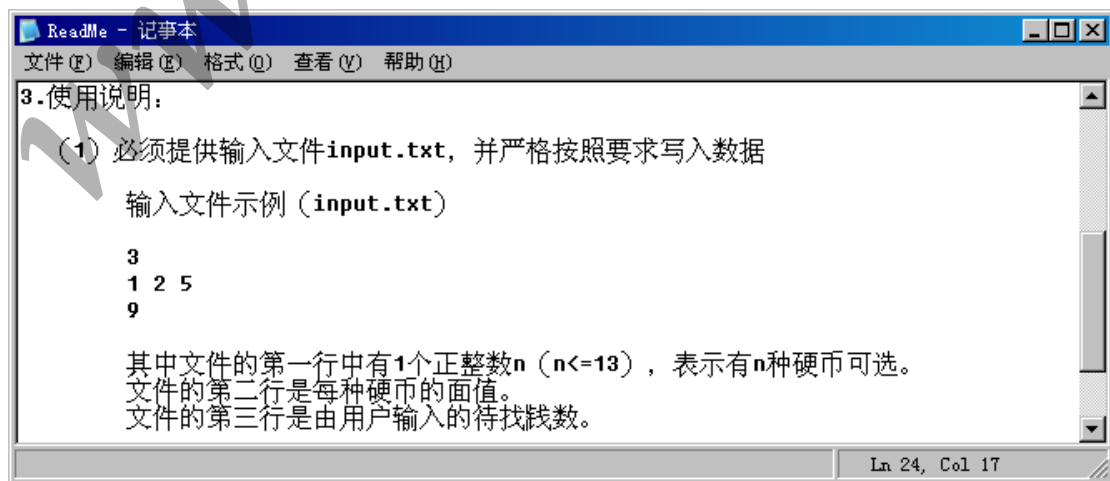 ReadMe - 记事本
文件(F) 编辑(E) 格式(O) 查看(V) 帮助(H)
3.使用说明：
（1）必须提供输入文件input.txt，并严格按照要求写入数据
输入文件示例（input.txt）
3
1 2 5
9
其中文件的第一行中有1个正整数n（n<=13），表示有n种硬币可选。
文件的第二行是每种硬币的面值。
文件的第三行是由用户输入的待找钱数。
Ln 24, Col 17